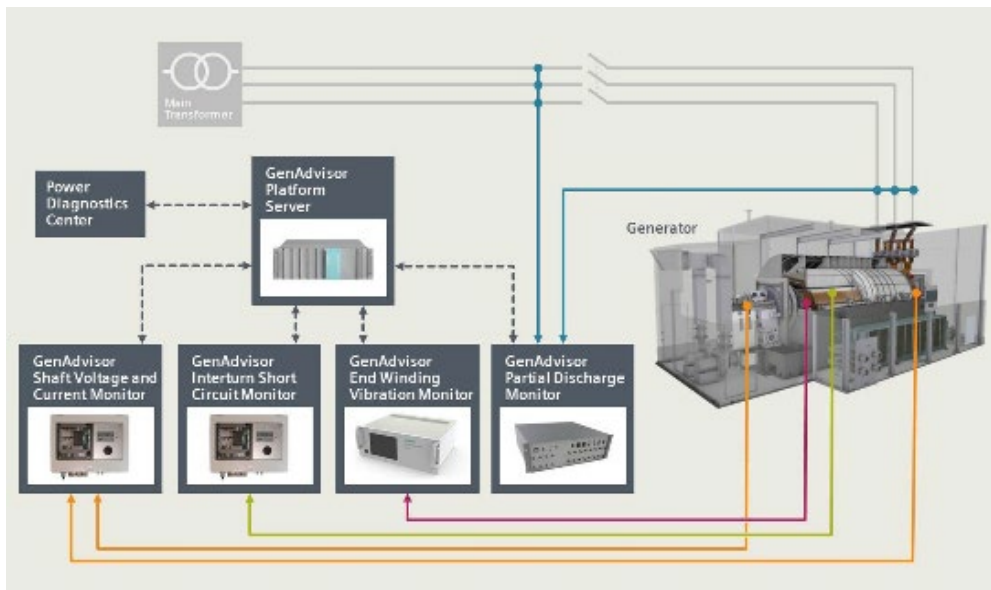 Main
Transformer
GenAdvisor
Platform
Server
Power
Diagnostics
Center
Generator
GenAdvisor
Shaft Voltage and
Current Monitor
GenAdvisor
Interturn Short
Circuit Monitor
GenAdvisor
End Winding
Vibration Monitor
GenAdvisor
Partial Discharge
Monitor